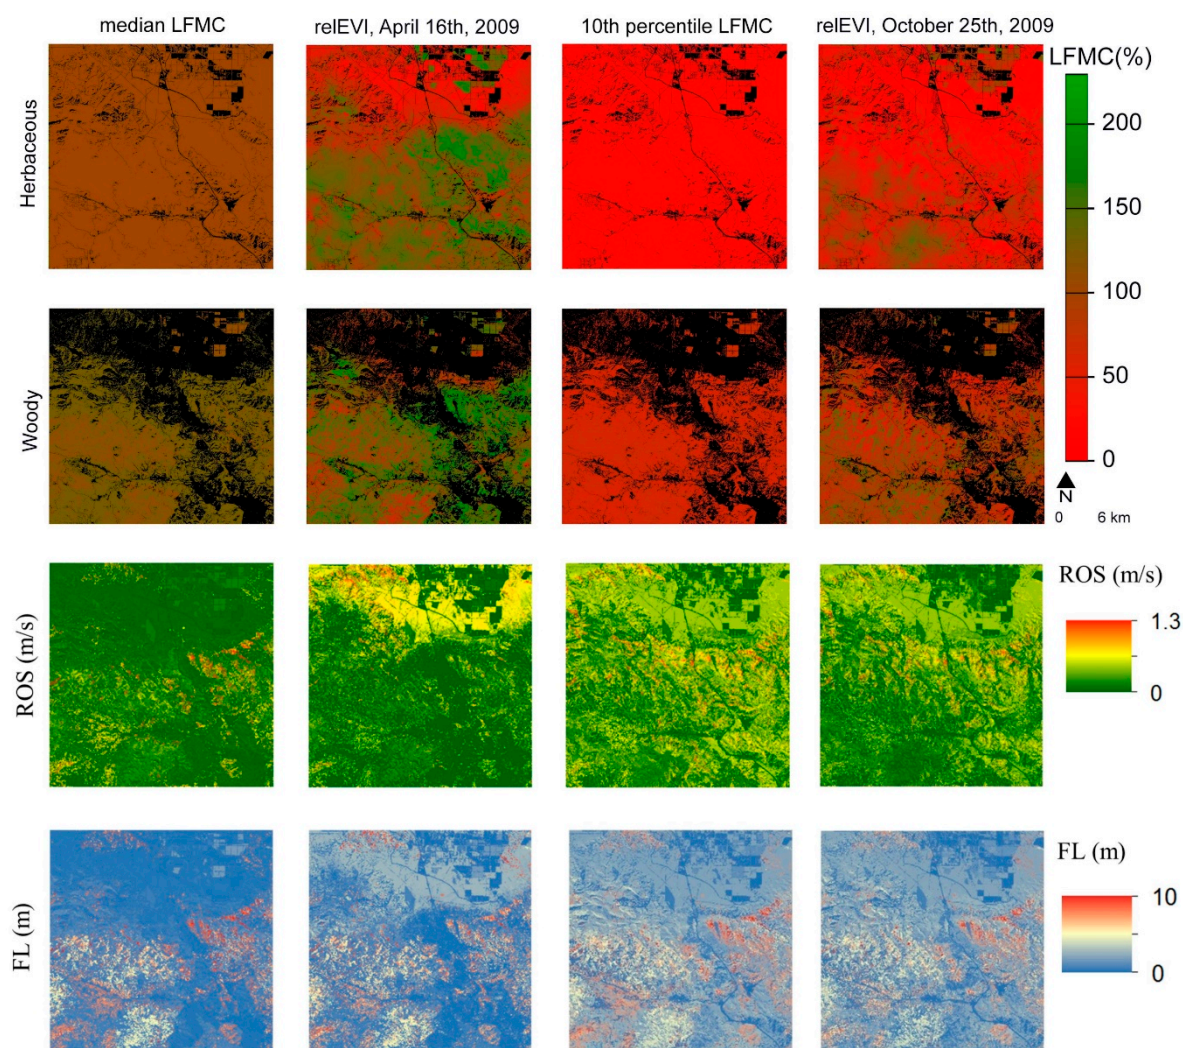 median LFMC
relEVI, April 16th, 2009
10th percentile LFMC
relEVI, October 25th, 2009
LFMC(%)
Herbaceous
200
150
100
50
0
Woody
N
0 6 km
ROS (m/s)
ROS (m/s)
1.3
0
FL (m)
FL (m)
10
0